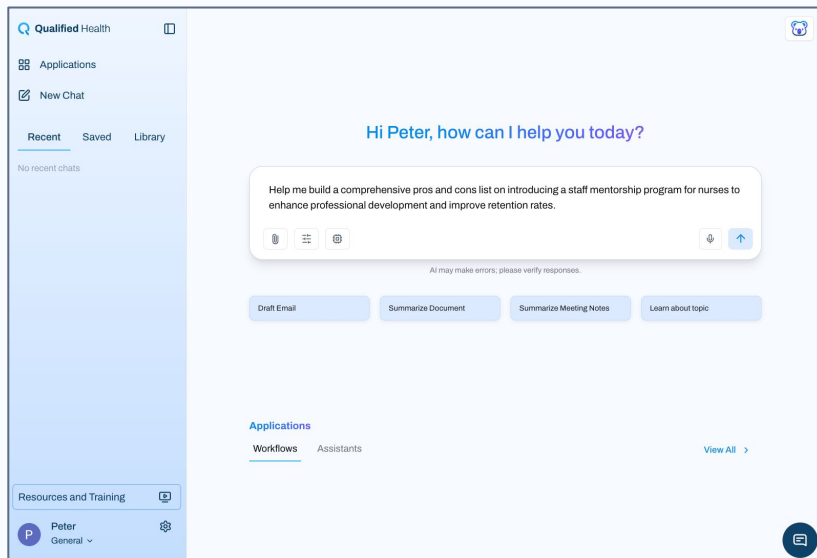 Qualified Health
Applications
New Chat
Recent Saved Library
No recent chats
Hi Peter, how can I help you today?
Help me build a comprehensive pros and cons list on introducing a staff mentorship program for nurses to
enhance professional development and improve retention rates.
AI may make errors; please verify responses.
Draft Email Summarize Document Summarize Meeting Notes Learn about topic
Applications
Workflows Assistants View All
Resources and Training
P Peter
General